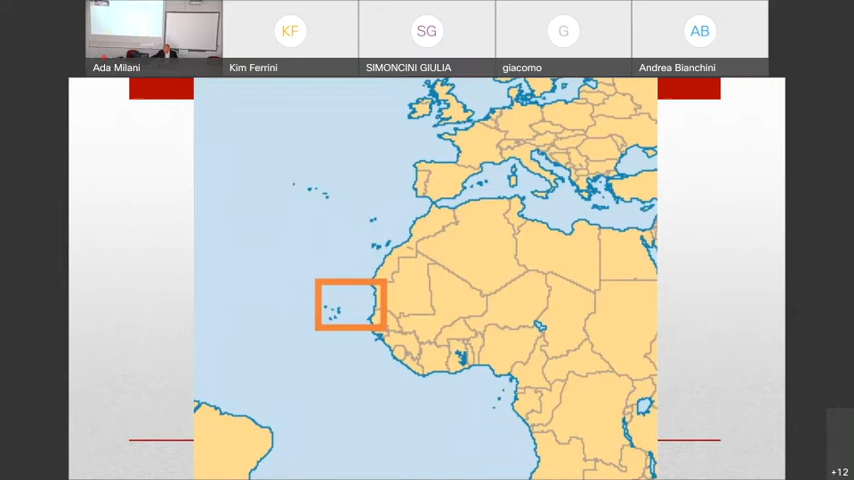 KF
SG
G
AB
Ada Milani
Kim Ferrini
SIMONCINI GIULIA
giacomo
Andrea Bianchini
+12